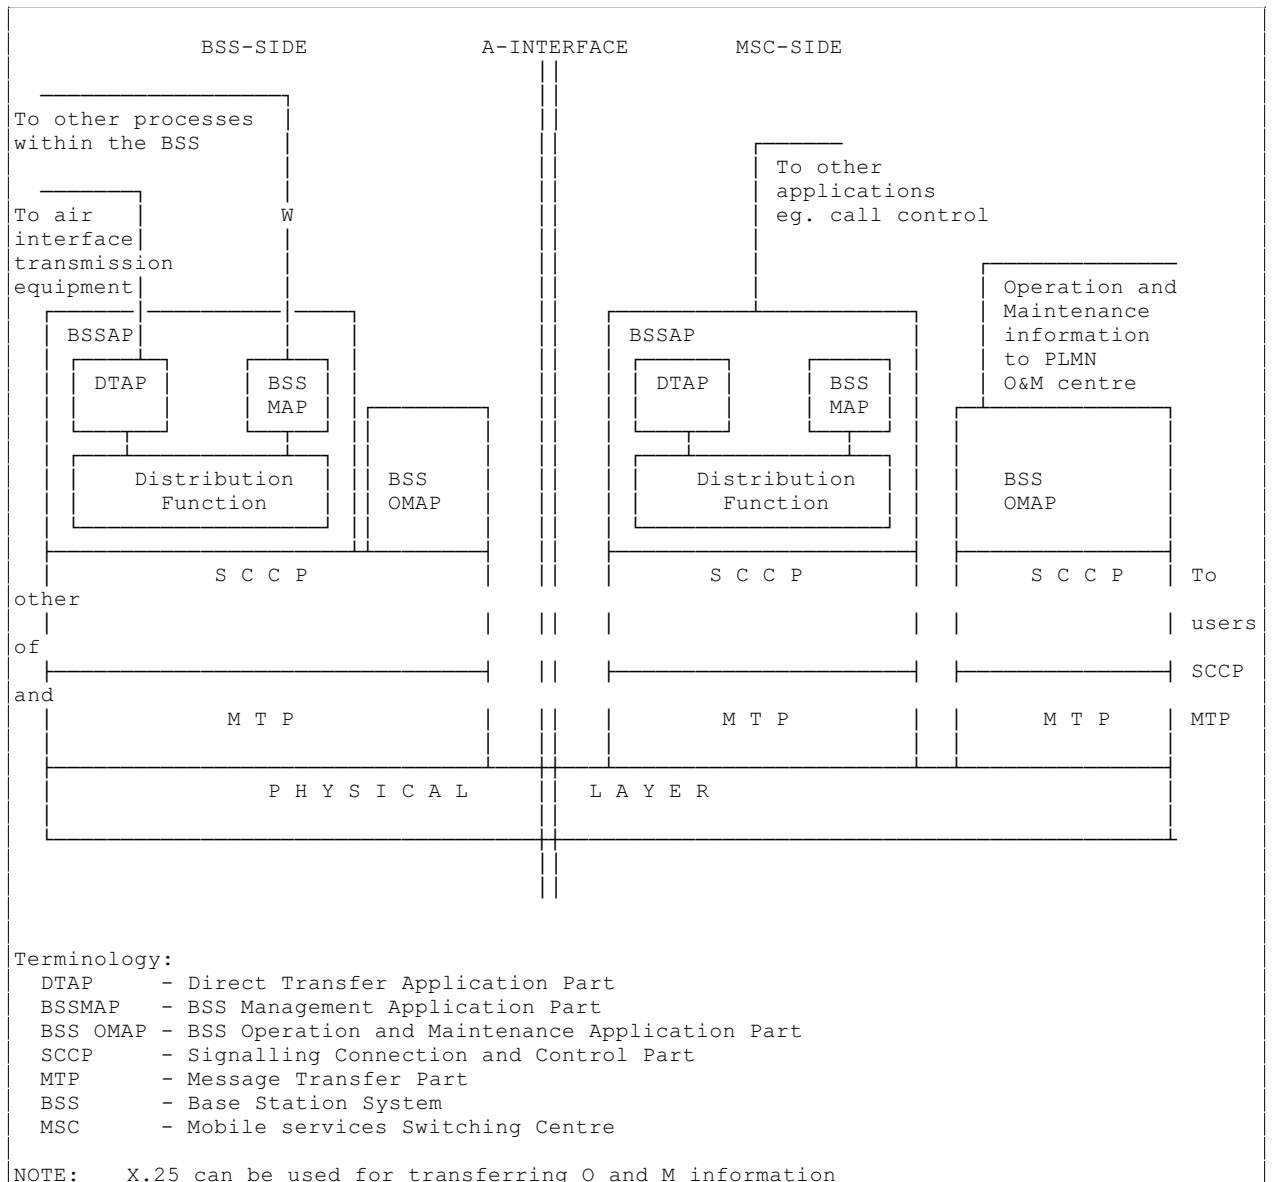 BSS-SIDE A-INTERFACE MSC-SIDE
To other processes
within the BSS
To other
applications
To air W eg. call control
interface
transmission
equipment Operation and
Maintenance
BSSAP BSSAP information
to PLMN
DTAP BSS DTAP BSS O&M centre
MAP MAP
Distribution BSS Distribution BSS
Function OMAP Function OMAP
S C C P S C C P S C C P To
other
users
of
SCCP
and
M T P M T P M T P MTP
P H Y S I C A L L A Y E R
Terminology:
DTAP - Direct Transfer Application Part
BSSMAP - BSS Management Application Part
BSS OMAP - BSS Operation and Maintenance Application Part
SCCP - Signalling Connection and Control Part
MTP - Message Transfer Part
BSS - Base Station System
MSC - Mobile services Switching Centre
NOTE: X.25 can be used for transferring O and M information